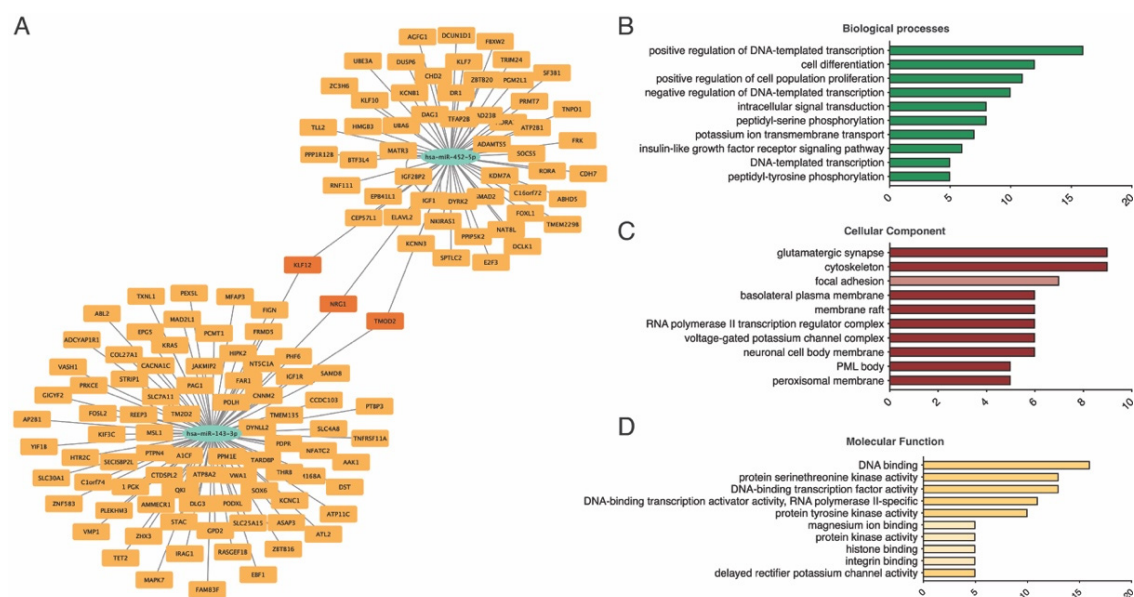 A
AGFG1
DCUN1D1
FBXW2
UBE3A
DUSP6
KLF7
TRIM24
CHD2
ZBTB20
PGM2L1
SF3B1
ZC3H6
KCNB1
DR1
KLF10
PRMT7
TNPO1
DAG1
TFAP2B
TLL2
HMGB3
UBA6
ATP2B1
ADAMTS5
FRK
PPP1R12B
BTF3L4
MATR3
hsa-miR-452-5p
SOCS5
RORA
CDH7
RNF111
IGF2BP2
KDM7A
EPB41L1
C16orf72
ABHD5
IGF1
DYRK2
SMAD2
CEP57L1
ELAVL2
NKIRAS1
FOXL1
TMEM229B
PPIP5K2
NAT8L
KCNN3
DCLK1
SPTLC2
E2F3
KLF12
NRG1
TMOD2
TXNL1
PEX5L
MFAP3
FIGN
ABL2
MAD2L1
EPG5
PCMT1
FRMD5
ADCYAP1R1
KRAS
COL27A1
HIPK2
NT5C1A
PHF6
VASH1
CACNA1C
JAKMIP2
STRIP1
FAR1
IGF1R
SAMD8
PRKCE
PAG1
GIGYF2
SLC7A11
POLH
CNNM2
CCDC103
PTBP3
FOSL2
REEP3
TM2D2
TMEM135
AP2B1
DYNLL2
SLC4A8
KIF3C
MSL3
hsa-miR-143-3p
TNFRSF11A
YIF1B
PDPR
NFATC2
HTR2C
PTPN4
A1CF
PPM1E
TARDBP
AAK1
SECISBP2L
SLC30A1
CTDSPL2
ATP8A2
VWA1
THRB
DST
C1orf74
QKI
SOX6
ZNF583
AMMECR1
DLG3
PODXL
KCNC1
ATP11C
PLEKHM3
STAC
SLC25A15
ASAP3
VMP1
ZHX3
GPD2
ATL2
TET2
IRAG1
RASGEF1B
ZBTB16
MAPK7
EBF1
FAM83F
B
Biological processes
positive regulation of DNA-templated transcription
cell differentiation
positive regulation of cell population proliferation
negative regulation of DNA-templated transcription
intracellular signal transduction
peptidyl-serine phosphorylation
potassium ion transmembrane transport
insulin-like growth factor receptor signaling pathway
DNA-templated transcription
peptidyl-tyrosine phosphorylation
0 5 10 15 20
C
Cellular Component
glutamatergic synapse
cytoskeleton
focal adhesion
basolateral plasma membrane
membrane raft
RNA polymerase II transcription regulator complex
voltage-gated potassium channel complex
neuronal cell body membrane
PML body
peroxisomal membrane
0 2 4 6 8 10
D
Molecular Function
DNA binding
protein serinethreonine kinase activity
DNA-binding transcription factor activity
DNA-binding transcription activator activity, RNA polymerase II-specific
protein tyrosine kinase activity
magnesium ion binding
protein kinase activity
histone binding
integrin binding
delayed rectifier potassium channel activity
0 5 10 15 20